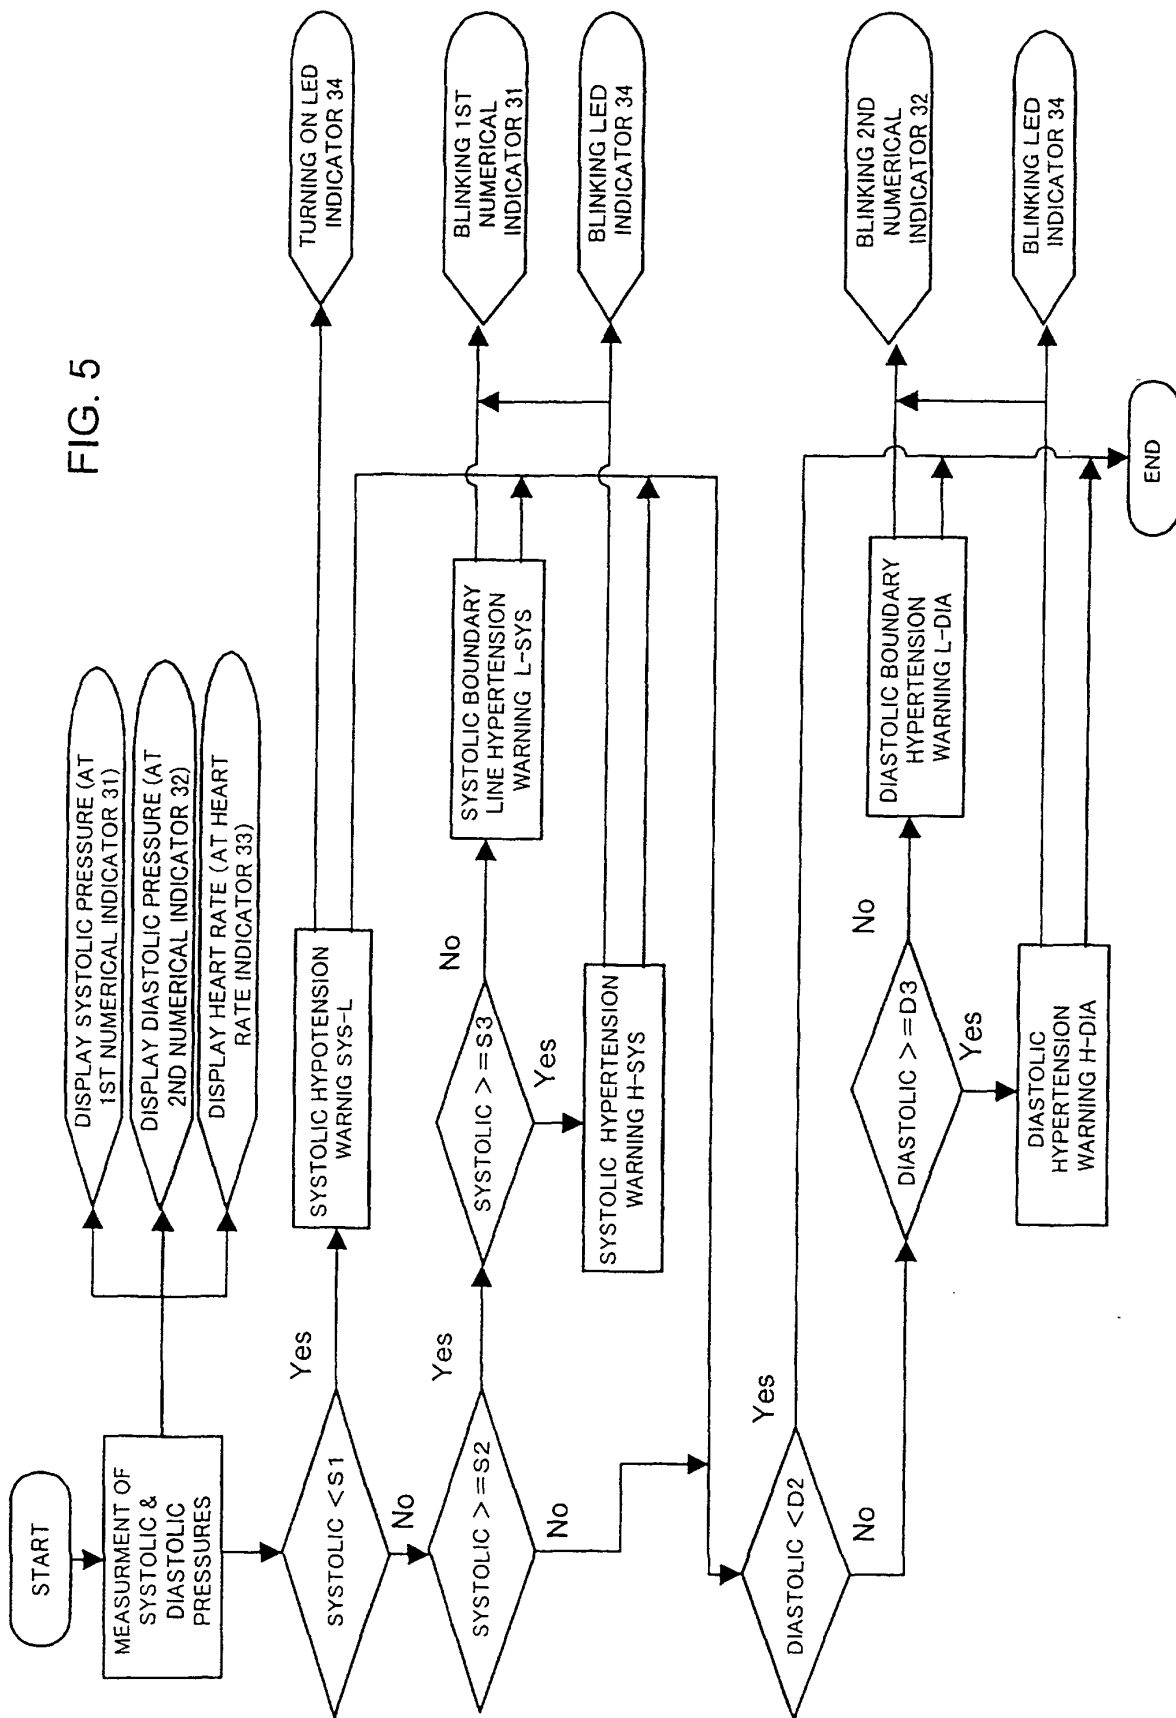 FIG. 5
START
MEASURMENT OF
SYSTOLIC &
DIASTOLIC
PRESSURES
DISPLAY SYSTOLIC PRESSURE (AT
1ST NUMERICAL INDICATOR 31)
DISPLAY DIASTOLIC PRESSURE (AT
2ND NUMERICAL INDICATOR 32)
DISPLAY HEART RATE (AT HEART
RATE INDICATOR 33)
SYSTOLIC <S1
Yes
No
SYSTOLIC HYPOTENSION
WARNIG SYS-L
TURNING ON LED
INDICATOR 34
SYSTOLIC >=S2
Yes
No
SYSTOLIC >=S3
No
Yes
SYSTOLIC BOUNDARY
LINE HYPERTENSION
WARNING L-SYS
BLINKING 1ST
NUMERICAL
INDICATOR 31
SYSTOLIC HYPERTENSION
WARNING H-SYS
BLINKING LED
INDICATOR 34
DIASTOLIC <D2
Yes
No
DIASTOLIC >=D3
No
Yes
DIASTOLIC BOUNDARY
HYPERTENSION
WARNING L-DIA
BLINKING 2ND
NUMERICAL
INDICATOR 32
DIASTOLIC
HYPERTENSION
WARNING H-DIA
BLINKING LED
INDICATOR 34
END